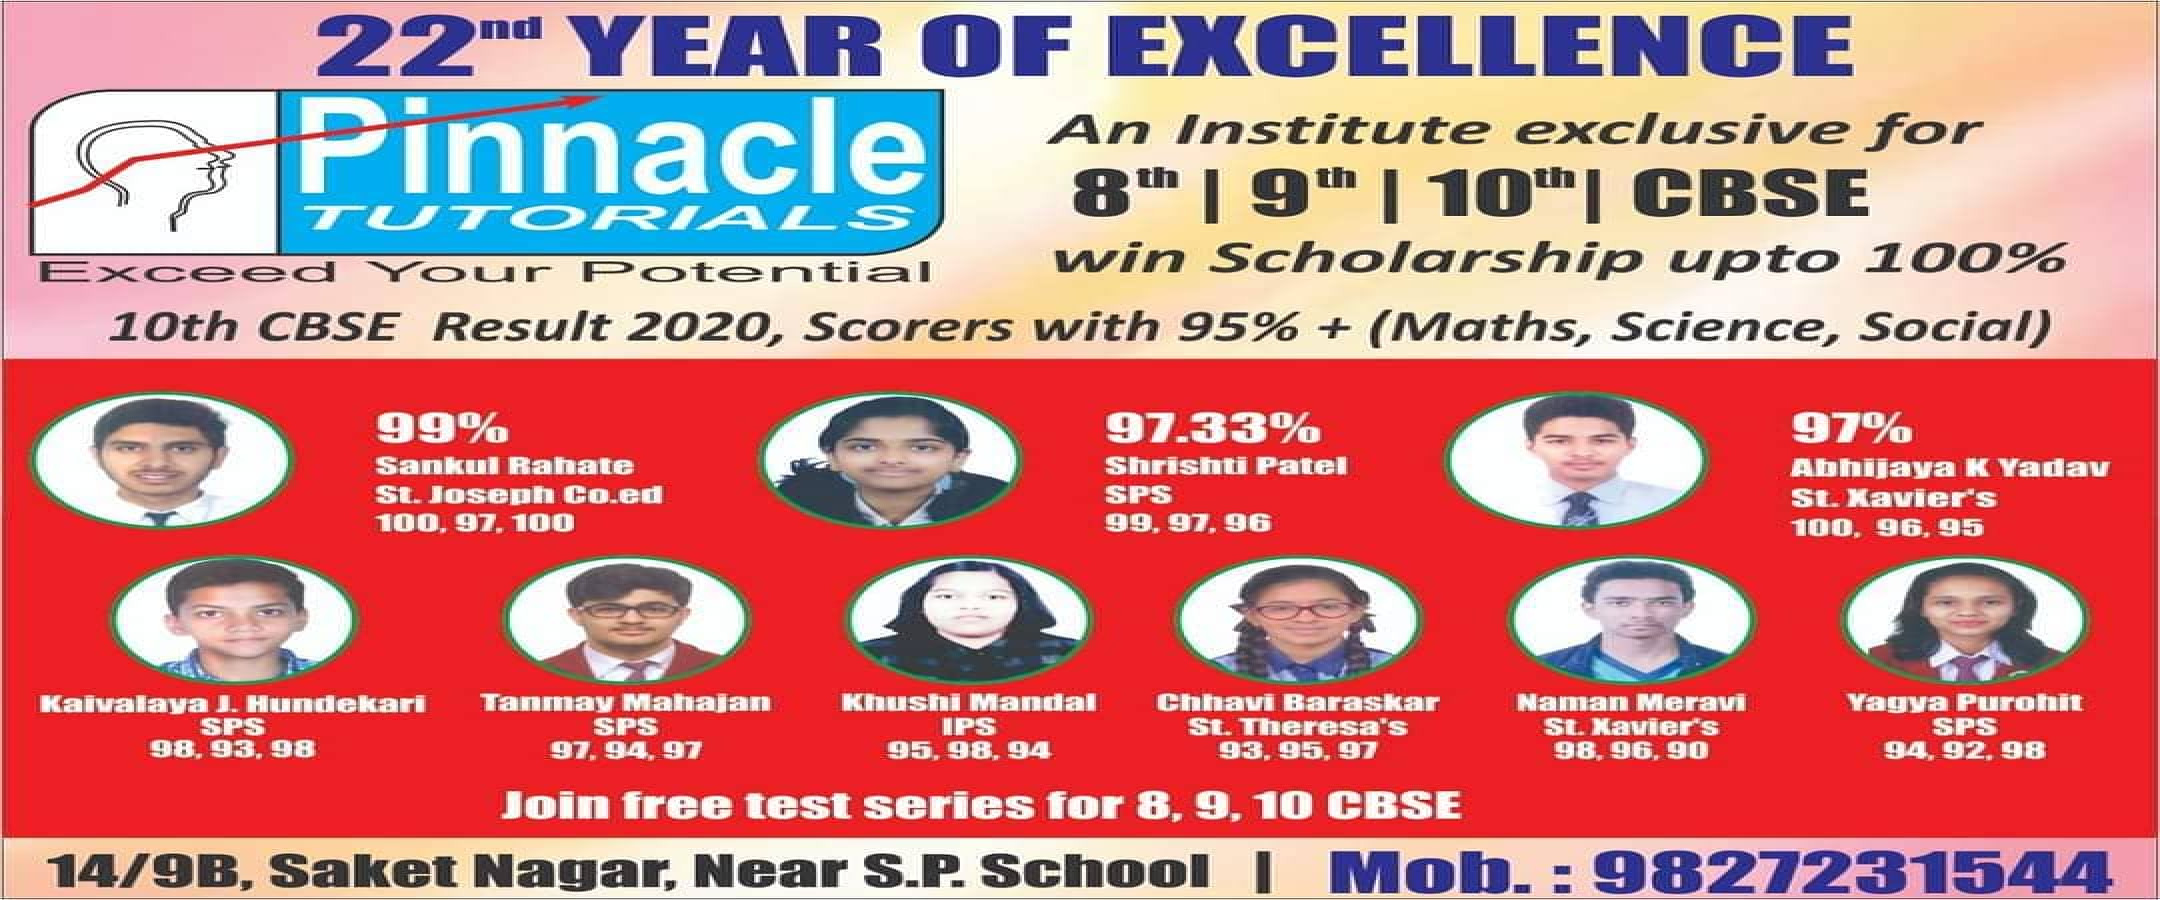 22nd YEAR OF EXCELLENCE
Pinnacle
TUTORIALS
Exceed Your Potential
An Institute exclusive for
8th | 9th | 10th | CBSE
win Scholarship upto 100%
10th CBSE Result 2020, Scorers with 95% + (Maths, Science, Social)
99%
Sankul Rahate
St. Joseph Co.ed
100, 97, 100
97.33%
Shrishti Patel
SPS
99, 97, 96
97%
Abhijaya K Yadav
St. Xavier's
100, 96, 95
Kaivalaya J. Hundekari
SPS
98, 93, 98
Tanmay Mahajan
SPS
97, 94, 97
Khushi Mandal
IPS
95, 98, 94
Chhavi Baraskar
St. Theresa's
93, 95, 97
Naman Meravi
St. Xavier's
98, 96, 90
Yagya Purohit
SPS
94, 92, 98
Join free test series for 8, 9, 10 CBSE
14/9B, Saket Nagar, Near S.P. School | Mob. : 9827231544